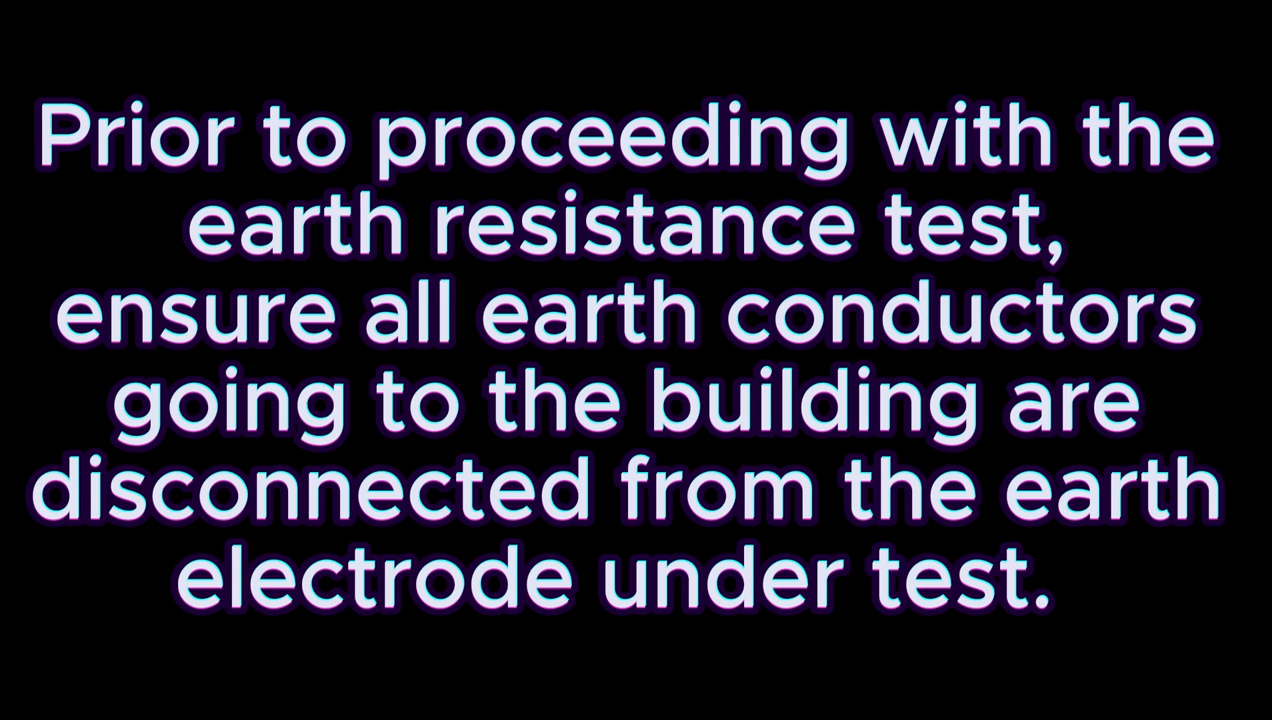 Prior to proceeding with the
earth resistance test,
ensure all earth conductors
going to the building are
disconnected from the earth
electrode under test.